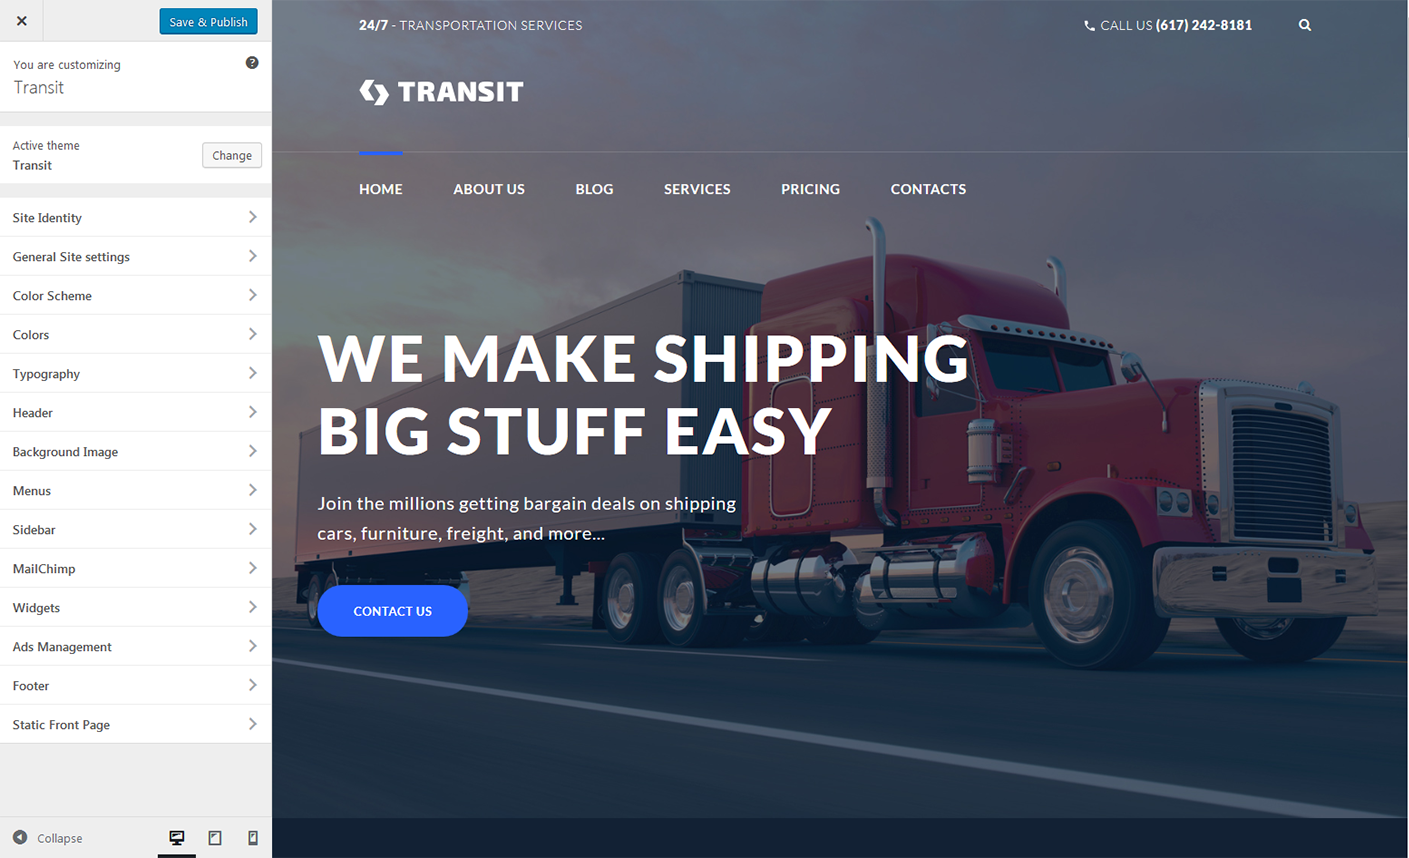 Save & Publish
You are customizing
Transit
Active theme
Transit
Change
Site Identity
General Site settings
Color Scheme
Colors
Typography
Header
Background Image
Menus
Sidebar
MailChimp
Widgets
Ads Management
Footer
Static Front Page
Collapse
24/7 - TRANSPORTATION SERVICES
CALL US (617) 242-8181
TRANSIT
HOME ABOUT US BLOG SERVICES PRICING CONTACTS
WE MAKE SHIPPING
BIG STUFF EASY
Join the millions getting bargain deals on shipping
cars, furniture, freight, and more...
CONTACT US